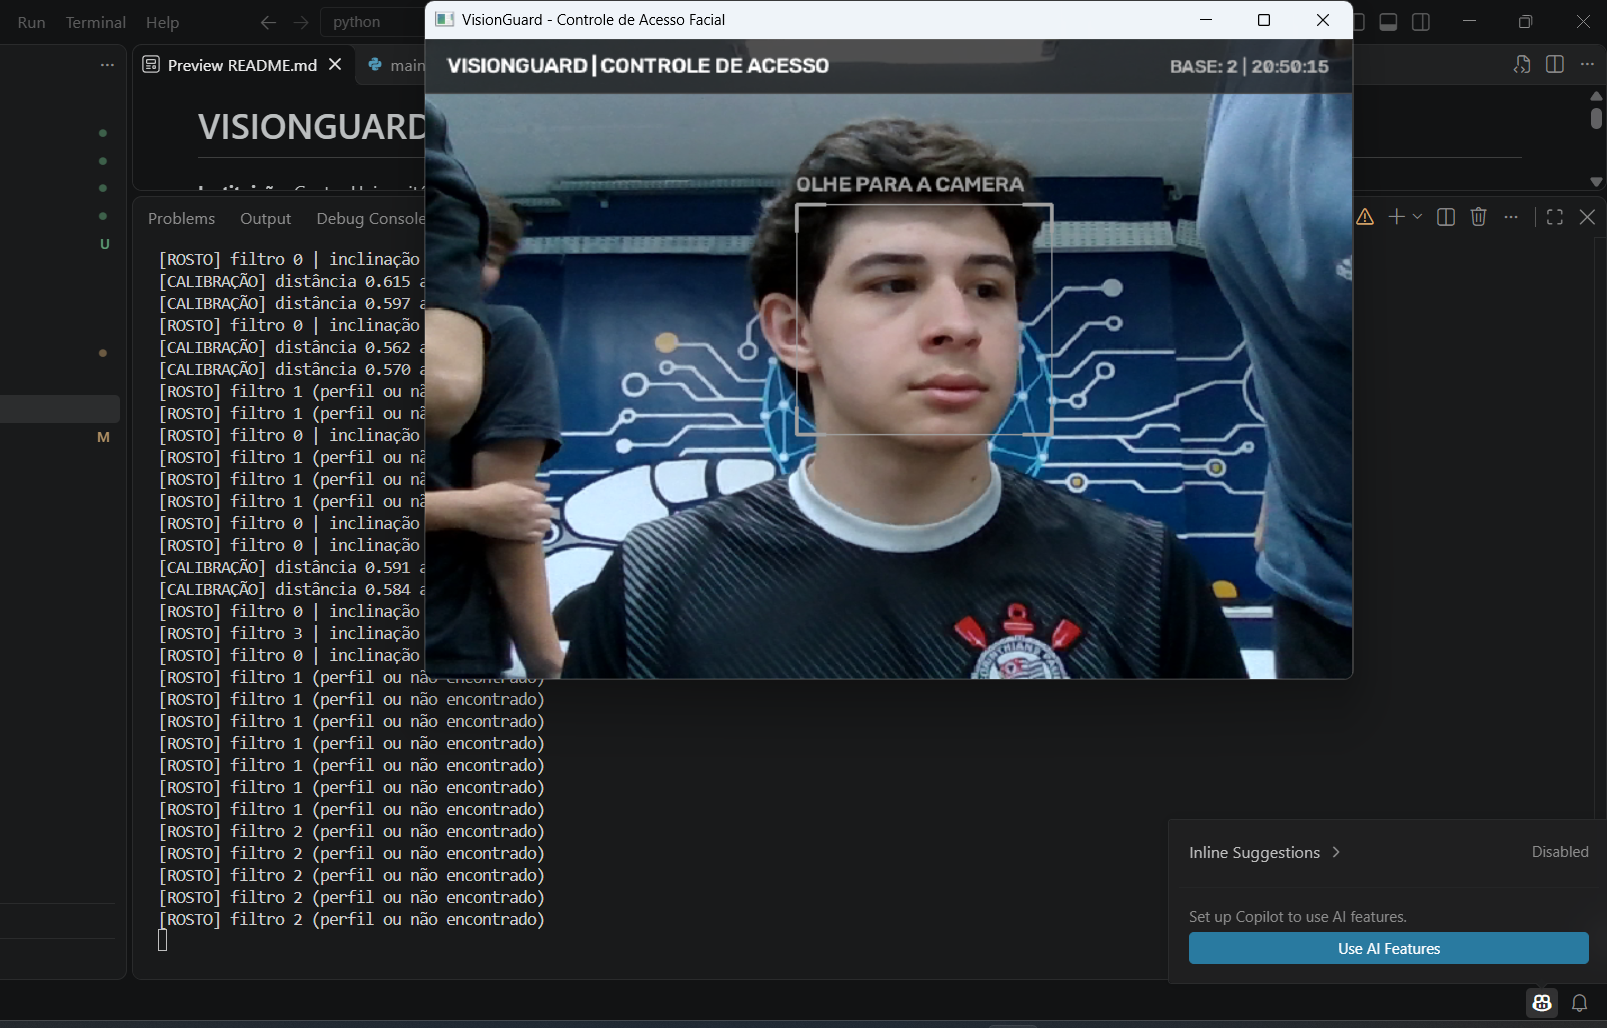 Run Terminal Help
python
VisionGuard - Controle de Acesso Facial
Preview README.md
main
VISIONGUARD | CONTROLE DE ACESSO
BASE: 2 | 20:50:15
VISIONGUARD
OLHE PARA A CAMERA
Problems Output Debug Console
U
M
[ROSTO] filtro 0 | inclinação
[CALIBRAÇÃO] distância 0.615
[CALIBRAÇÃO] distância 0.597
[ROSTO] filtro 0 | inclinação
[CALIBRAÇÃO] distância 0.562
[CALIBRAÇÃO] distância 0.570
[ROSTO] filtro 1 (perfil ou
[ROSTO] filtro 1 (perfil ou
[ROSTO] filtro 0 | inclinação
[ROSTO] filtro 1 (perfil ou
[ROSTO] filtro 1 (perfil ou
[ROSTO] filtro 1 (perfil ou
[ROSTO] filtro 0 | inclinação
[ROSTO] filtro 0 | inclinação
[CALIBRAÇÃO] distância 0.591
[CALIBRAÇÃO] distância 0.584
[ROSTO] filtro 0 | inclinação
[ROSTO] filtro 3 | inclinação
[ROSTO] filtro 0 | inclinação
[ROSTO] filtro 1 (perfil ou não encontrado)
[ROSTO] filtro 1 (perfil ou não encontrado)
[ROSTO] filtro 1 (perfil ou não encontrado)
[ROSTO] filtro 1 (perfil ou não encontrado)
[ROSTO] filtro 1 (perfil ou não encontrado)
[ROSTO] filtro 1 (perfil ou não encontrado)
[ROSTO] filtro 1 (perfil ou não encontrado)
[ROSTO] filtro 2 (perfil ou não encontrado)
[ROSTO] filtro 2 (perfil ou não encontrado)
[ROSTO] filtro 2 (perfil ou não encontrado)
[ROSTO] filtro 2 (perfil ou não encontrado)
[ROSTO] filtro 2 (perfil ou não encontrado)
Inline Suggestions
Disabled
Set up Copilot to use AI features.
Use AI Features